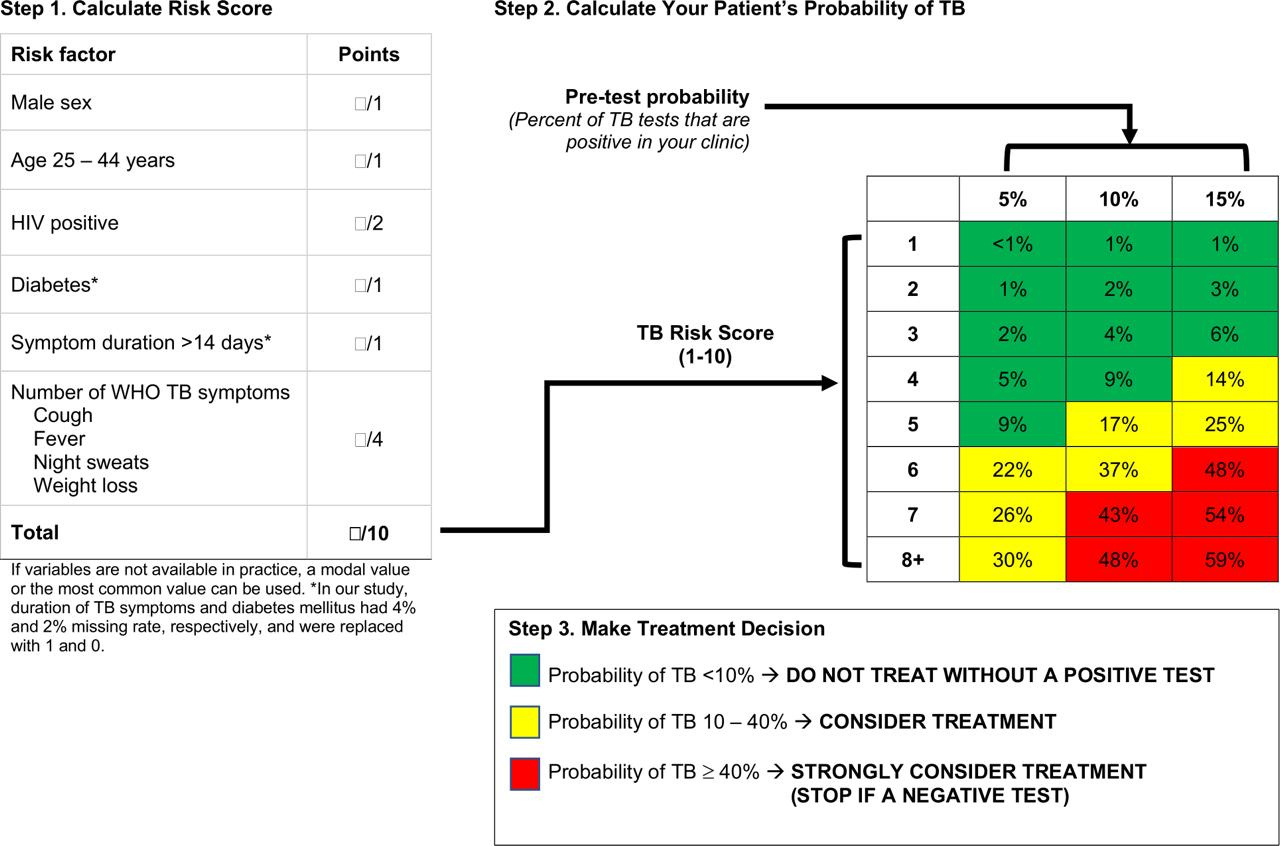 Step 1. Calculate Risk Score
Risk factor Points
Male sex □/1
Age 25 – 44 years □/1
HIV positive □/2
Diabetes* □/1
Symptom duration >14 days* □/1
Number of WHO TB symptoms
Cough
Fever
Night sweats
Weight loss
□/4
Total □/10
If variables are not available in practice, a modal value
or the most common value can be used. *In our study,
duration of TB symptoms and diabetes mellitus had 4%
and 2% missing rate, respectively, and were replaced
with 1 and 0.
Step 2. Calculate Your Patient’s Probability of TB
Pre-test probability
(Percent of TB tests that are
positive in your clinic)
TB Risk Score
(1-10)
5% 10% 15%
1 <1% 1% 1%
2 1% 2% 3%
3 2% 4% 6%
4 5% 9% 14%
5 9% 17% 25%
6 22% 37% 48%
7 26% 43% 54%
8+ 30% 48% 59%
Step 3. Make Treatment Decision
Probability of TB <10% → DO NOT TREAT WITHOUT A POSITIVE TEST
Probability of TB 10 – 40% → CONSIDER TREATMENT
Probability of TB ≥ 40% → STRONGLY CONSIDER TREATMENT
(STOP IF A NEGATIVE TEST)